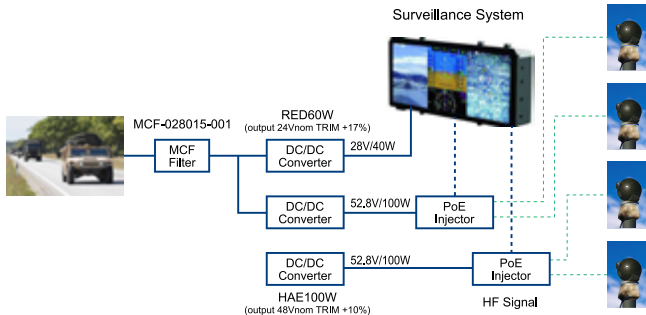 Surveillance System
MCF-028015-001
RED60W
(output 24Vnom TRIM +17%)
MCF
Filter
DC/DC
Converter
28V/40W
DC/DC
Converter
52.8V/100W
PoE
Injector
DC/DC
Converter
52.8V/100W
PoE
Injector
HAE100W
(output 48Vnom TRIM +10%)
HF Signal